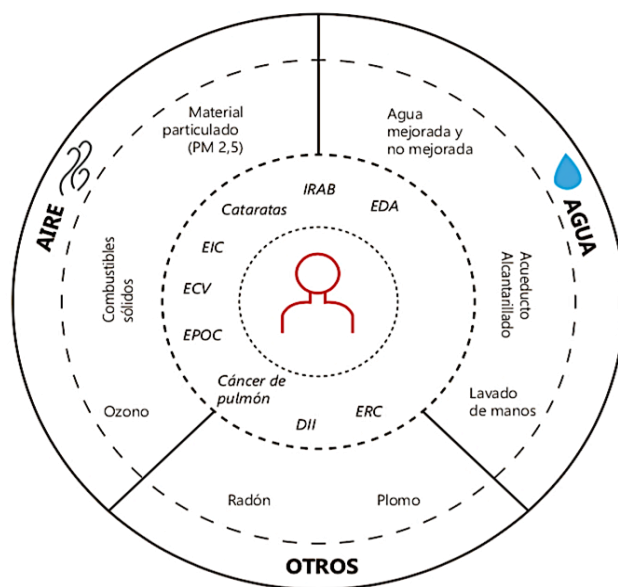 Material
particulado
(PM 2,5)
Agua
mejorada y
no mejorada
AIRE
AGUA
IRAB
Cataratas
EDA
EIC
Combustibles
sólidos
ECV
Acueducto
Alcantarillado
EPOC
Cáncer de
pulmón
Lavado
de manos
Ozono
DII
ERC
Radón
Plomo
OTROS